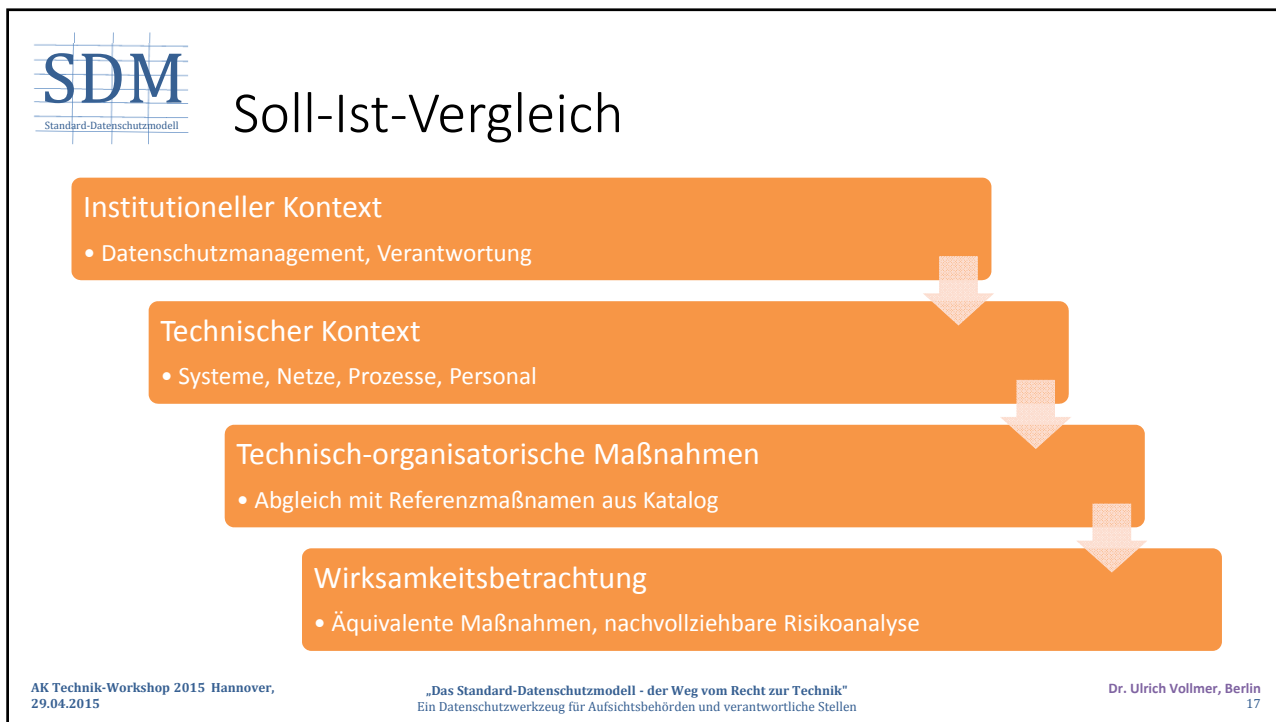 SDM
Standard-Datenschutzmodell
Soll-Ist-Vergleich
Institutioneller Kontext
• Datenschutzmanagement, Verantwortung
Technischer Kontext
• Systeme, Netze, Prozesse, Personal
Technisch-organisatorische Maßnahmen
• Abgleich mit Referenzmaßnamen aus Katalog
Wirksamkeitsbetrachtung
• Äquivalente Maßnahmen, nachvollziehbare Risikoanalyse
AK Technik-Workshop 2015 Hannover,
29.04.2015
„Das Standard-Datenschutzmodell - der Weg vom Recht zur Technik"
Ein Datenschutzwerkzeug für Aufsichtsbehörden und verantwortliche Stellen
Dr. Ulrich Vollmer, Berlin
17